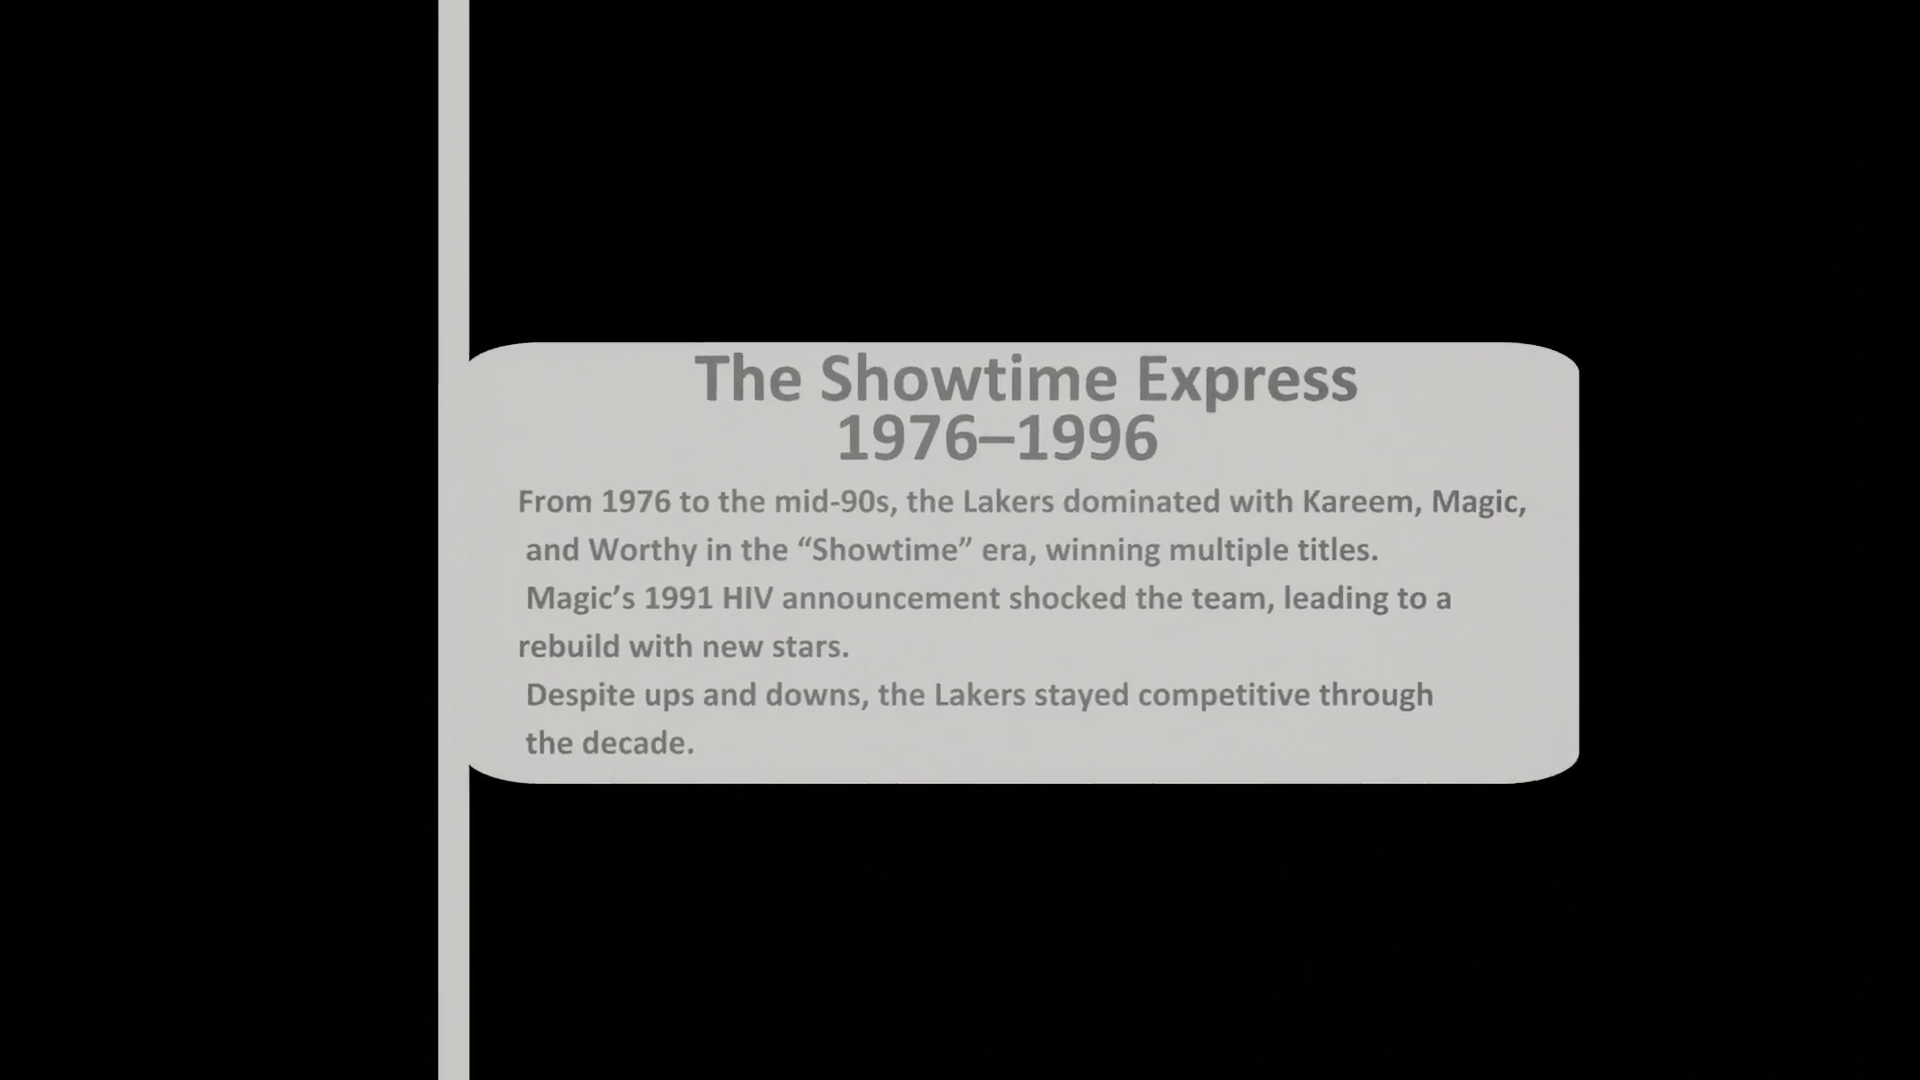 The Showtime Express
1976–1996
From 1976 to the mid-90s, the Lakers dominated with Kareem, Magic,
and Worthy in the “Showtime” era, winning multiple titles.
Magic’s 1991 HIV announcement shocked the team, leading to a
rebuild with new stars.
Despite ups and downs, the Lakers stayed competitive through
the decade.